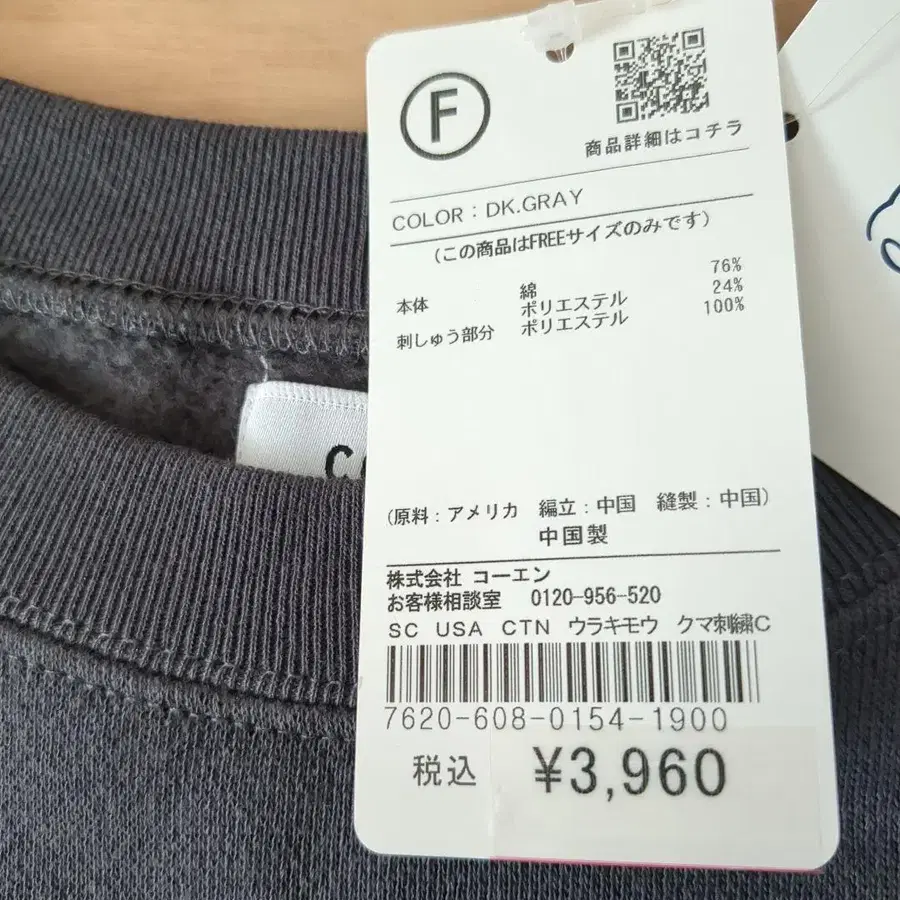 F
商品詳細はコチラ
COLOR：DK.GRAY
(この商品はFREEサイズのみです)
本体 綿 76%
ポリエステル 24%
刺しゅう部分 ポリエステル 100%
(原料：アメリカ 編立：中国 縫製：中国)
中国製
株式会社 コーエン
お客様相談室 0120-956-520
SC USA CTN ウラキモウ クマ刺繍C
7620-608-0154-1900
税込 ¥3,960